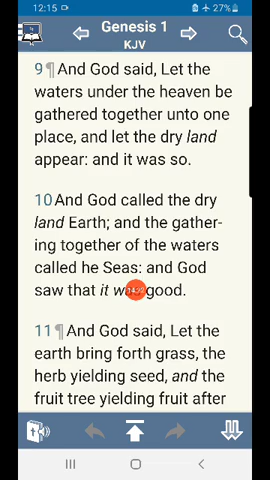 12:15 27%
Genesis 1
KJV
9 ¶ And God said, Let the
waters under the heaven be
gathered together unto one
place, and let the dry land
appear: and it was so.
10 And God called the dry
land Earth; and the gather-
ing together of the waters
called he Seas: and God
saw that it good.
11 ¶ And God said, Let the
earth bring forth grass, the
herb yielding seed, and the
fruit tree yielding fruit after